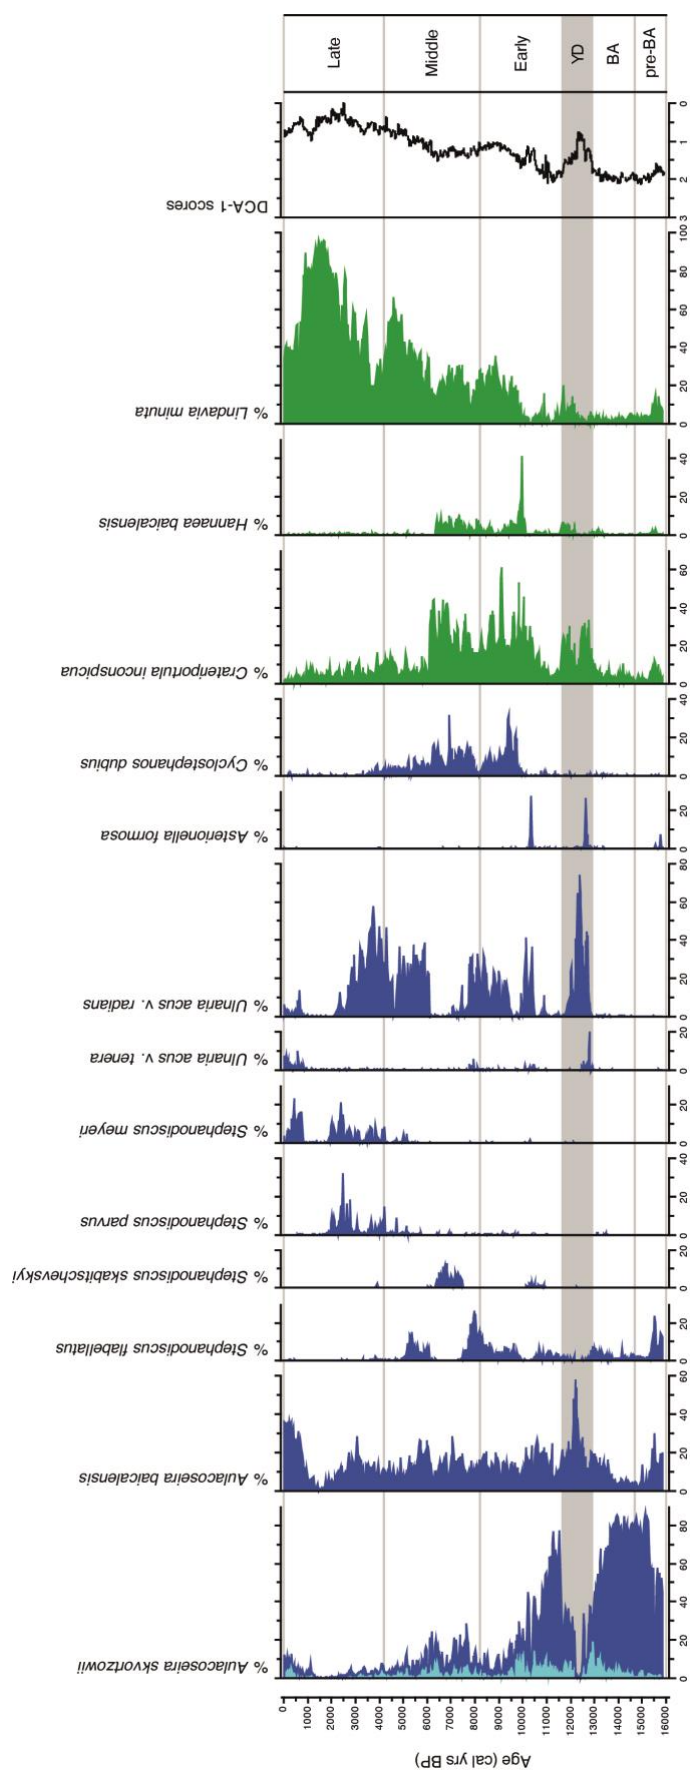 Age (cal yrs BP)
0 1000 2000 3000 4000 5000 6000 7000 8000 9000 10000 11000 12000 13000 14000 15000 16000
% Aulacoseira skvortzowii
0 20 40 60 80
% Aulacoseira baicalensis
0 20 40 60
% Stephanodiscus flabellatus
0 20
% Stephanodiscus skabitschevskyi
0 20
% Stephanodiscus parvus
0 20 40
% Stephanodiscus meyeri
0 20
% Ulnaria acus v. tenera
0 20
% Ulnaria acus v. radians
0 20 40 60 80
% Asterionella formosa
0 20
% Cyclostephanos dubius
0 20 40
% Crateriportula inconspicua
0 20 40 60
% Hannaea baicalensis
0 20 40
% Lindavia minuta
0 20 40 60 80 100
DCA-1 scores
3 2 1 0
Late
Middle
Early
YD
BA
pre-BA